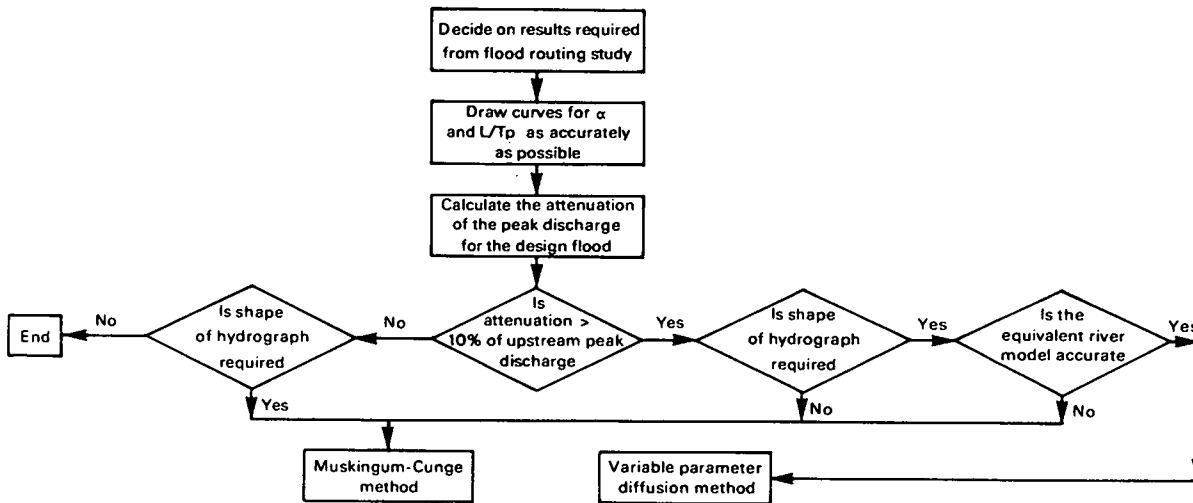 Decide on results required
from flood routing study
Draw curves for α
and L/Tp as accurately
as possible
Calculate the attenuation
of the peak discharge
for the design flood
Is
attenuation >
10% of upstream peak
discharge
No
Yes
Is shape
of hydrograph
required
No
End
Yes
Is shape
of hydrograph
required
Yes
No
Is the
equivalent river
model accurate
Yes
No
Muskingum-Cunge
method
Variable parameter
diffusion method